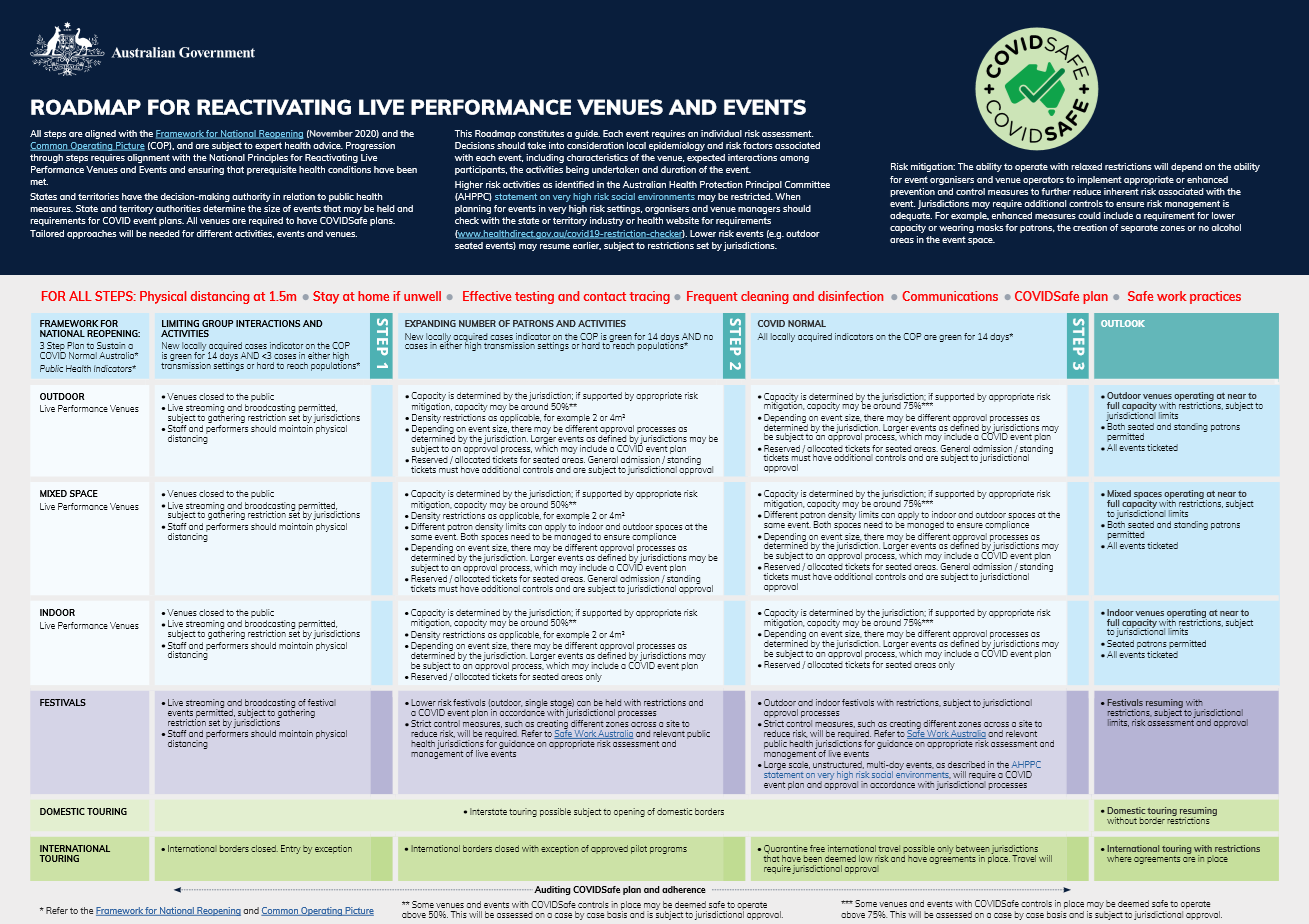 Australian Government
COVIDSAFE
COVIDSAFE
ROADMAP FOR REACTIVATING LIVE PERFORMANCE VENUES AND EVENTS
All steps are aligned with the Framework for National Reopening (November 2020) and the
Common Operating Picture (COP), and are subject to expert health advice. Progression
through steps requires alignment with the National Principles for Reactivating Live
Performance Venues and Events and ensuring that prerequisite health conditions have been
met.
States and territories have the decision-making authority in relation to public health
measures. State and territory authorities determine the size of events that may be held and
requirements for COVID event plans. All venues are required to have COVIDSafe plans.
Tailored approaches will be needed for different activities, events and venues.
This Roadmap constitutes a guide. Each event requires an individual risk assessment.
Decisions should take into consideration local epidemiology and risk factors associated
with each event, including characteristics of the venue, expected interactions among
participants, the activities being undertaken and duration of the event.
Higher risk activities as identified in the Australian Health Protection Principal Committee
(AHPPC) statement on very high risk social environments may be restricted. When
planning for events in very high risk settings, organisers and venue managers should
check with the state or territory industry or health website for requirements
(www.healthdirect.gov.au/covid19-restriction-checker). Lower risk events (e.g. outdoor
seated events) may resume earlier, subject to restrictions set by jurisdictions.
Risk mitigation: The ability to operate with relaxed restrictions will depend on the ability
for event organisers and venue operators to implement appropriate or enhanced
prevention and control measures to further reduce inherent risk associated with the
event. Jurisdictions may require additional controls to ensure risk management is
adequate. For example, enhanced measures could include a requirement for lower
capacity or wearing masks for patrons, the creation of separate zones or no alcohol
areas in the event space.
FOR ALL STEPS: Physical distancing at 1.5m ● Stay at home if unwell ● Effective testing and contact tracing ● Frequent cleaning and disinfection ● Communications ● COVIDSafe plan ● Safe work practices
FRAMEWORK FOR
NATIONAL REOPENING:
3 Step Plan to Sustain a
COVID Normal Australia*
Public Health Indicators*
LIMITING GROUP INTERACTIONS AND
ACTIVITIES
New locally acquired cases indicator on the COP
is green for 14 days AND <3 cases in either high
transmission settings or hard to reach populations*
STEP 1
EXPANDING NUMBER OF PATRONS AND ACTIVITIES
New locally acquired cases indicator on the COP is green for 14 days AND no
cases in either high transmission settings or hard to reach populations*
STEP 2
COVID NORMAL
All locally acquired indicators on the COP are green for 14 days*
STEP 3
OUTLOOK
OUTDOOR
Live Performance Venues
• Venues closed to the public
• Live streaming and broadcasting permitted,
subject to gathering restriction set by jurisdictions
• Staff and performers should maintain physical
distancing
• Capacity is determined by the jurisdiction; if supported by appropriate risk
mitigation, capacity may be around 50%**
• Density restrictions as applicable, for example 2 or 4m²
• Depending on event size, there may be different approval processes as
determined by the jurisdiction. Larger events as defined by jurisdictions may be
subject to an approval process, which may include a COVID event plan
• Reserved / allocated tickets for seated areas. General admission / standing
tickets must have additional controls and are subject to jurisdictional approval
• Capacity is determined by the jurisdiction; if supported by appropriate risk
mitigation, capacity may be around 75%***
• Depending on event size, there may be different approval processes as
determined by the jurisdiction. Larger events as defined by jurisdictions may
be subject to an approval process, which may include a COVID event plan
• Reserved / allocated tickets for seated areas. General admission / standing
tickets must have additional controls and are subject to jurisdictional
approval
• Outdoor venues operating at near to
full capacity with restrictions, subject to
jurisdictional limits
• Both seated and standing patrons
permitted
• All events ticketed
MIXED SPACE
Live Performance Venues
• Venues closed to the public
• Live streaming and broadcasting permitted,
subject to gathering restriction set by jurisdictions
• Staff and performers should maintain physical
distancing
• Capacity is determined by the jurisdiction; if supported by appropriate risk
mitigation, capacity may be around 50%**
• Density restrictions as applicable, for example 2 or 4m²
• Different patron density limits can apply to indoor and outdoor spaces at the
same event. Both spaces need to be managed to ensure compliance
• Depending on event size, there may be different approval processes as
determined by the jurisdiction. Larger events as defined by jurisdictions may be
subject to an approval process, which may include a COVID event plan
• Reserved / allocated tickets for seated areas. General admission / standing
tickets must have additional controls and are subject to jurisdictional approval
• Capacity is determined by the jurisdiction; if supported by appropriate risk
mitigation, capacity may be around 75%***
• Different patron density limits can apply to indoor and outdoor spaces at the
same event. Both spaces need to be managed to ensure compliance
• Depending on event size, there may be different approval processes as
determined by the jurisdiction. Larger events as defined by jurisdictions may
be subject to an approval process, which may include a COVID event plan
• Reserved / allocated tickets for seated areas. General admission / standing
tickets must have additional controls and are subject to jurisdictional
approval
• Mixed spaces operating at near to
full capacity with restrictions, subject
to jurisdictional limits
• Both seated and standing patrons
permitted
• All events ticketed
INDOOR
Live Performance Venues
• Venues closed to the public
• Live streaming and broadcasting permitted,
subject to gathering restriction set by jurisdictions
• Staff and performers should maintain physical
distancing
• Capacity is determined by the jurisdiction; if supported by appropriate risk
mitigation, capacity may be around 50%**
• Density restrictions as applicable, for example 2 or 4m²
• Depending on event size, there may be different approval processes as
determined by the jurisdiction. Larger events as defined by jurisdictions may
be subject to an approval process, which may include a COVID event plan
• Reserved / allocated tickets for seated areas only
• Capacity is determined by the jurisdiction; if supported by appropriate risk
mitigation, capacity may be around 75%***
• Depending on event size, there may be different approval processes as
determined by the jurisdiction. Larger events as defined by jurisdictions may
be subject to an approval process, which may include a COVID event plan
• Reserved / allocated tickets for seated areas only
• Indoor venues operating at near to
full capacity with restrictions, subject
to jurisdictional limits
• Seated patrons permitted
• All events ticketed
FESTIVALS
• Live streaming and broadcasting of festival
events permitted, subject to gathering
restriction set by jurisdictions
• Staff and performers should maintain physical
distancing
• Lower risk festivals (outdoor, single stage) can be held with restrictions and
a COVID event plan in accordance with jurisdictional processes
• Strict control measures, such as creating different zones across a site to
reduce risk, will be required. Refer to Safe Work Australia and relevant public
health jurisdictions for guidance on appropriate risk assessment and
management of live events
• Outdoor and indoor festivals with restrictions, subject to jurisdictional
approval processes
• Strict control measures, such as creating different zones across a site to
reduce risk, will be required. Refer to Safe Work Australia and relevant
public health jurisdictions for guidance on appropriate risk assessment and
management of live events
• Large scale, unstructured, multi-day events, as described in the AHPPC
statement on very high risk social environments, will require a COVID
event plan and approval in accordance with jurisdictional processes
• Festivals resuming with
restrictions, subject to jurisdictional
limits, risk assessment and approval
DOMESTIC TOURING
• Interstate touring possible subject to opening of domestic borders
• Domestic touring resuming
without border restrictions
INTERNATIONAL
TOURING
• International borders closed. Entry by exception
• International borders closed with exception of approved pilot programs
• Quarantine free international travel possible only between jurisdictions
that have been deemed low risk and have agreements in place. Travel will
require jurisdictional approval
• International touring with restrictions
where agreements are in place
Auditing COVIDSafe plan and adherence
* Refer to the Framework for National Reopening and Common Operating Picture
** Some venues and events with COVIDSafe controls in place may be deemed safe to operate
above 50%. This will be assessed on a case by case basis and is subject to jurisdictional approval.
*** Some venues and events with COVIDSafe controls in place may be deemed safe to operate
above 75%. This will be assessed on a case by case basis and is subject to jurisdictional approval.